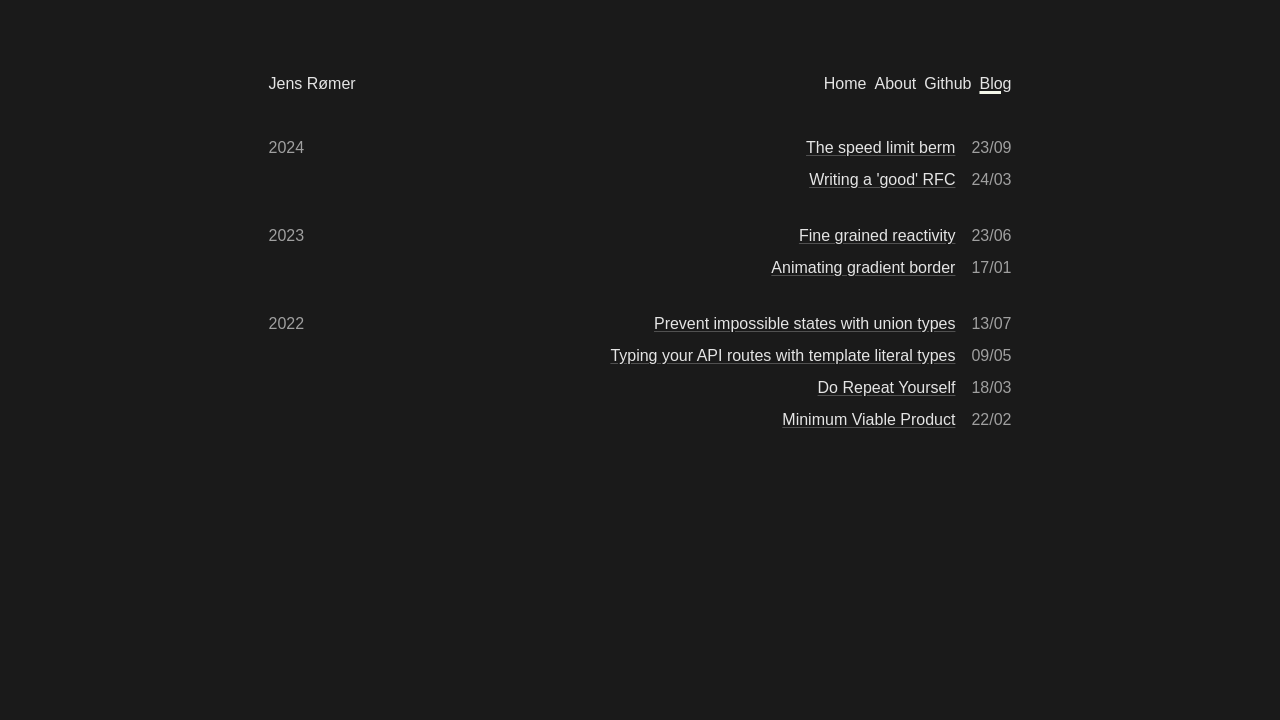 Jens Rømer Home About Github Blog
2024 The speed limit berm 23/09
Writing a 'good' RFC 24/03
2023 Fine grained reactivity 23/06
Animating gradient border 17/01
2022 Prevent impossible states with union types 13/07
Typing your API routes with template literal types 09/05
Do Repeat Yourself 18/03
Minimum Viable Product 22/02